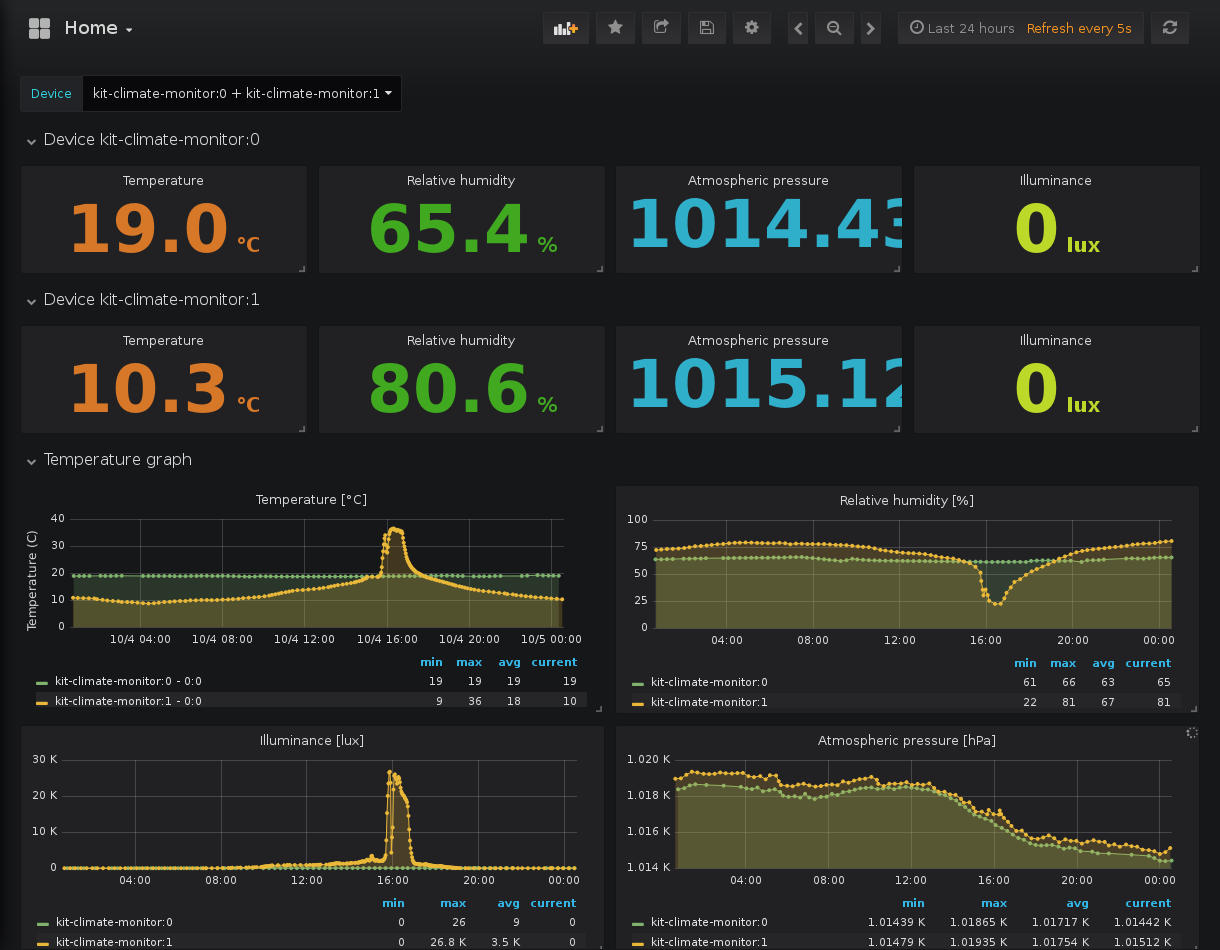 Home
Last 24 hours Refresh every 5s
Device kit-climate-monitor:0 + kit-climate-monitor:1
Device kit-climate-monitor:0
Temperature
19.0 °C
Relative humidity
65.4 %
Atmospheric pressure
1014.43
Illuminance
0 lux
Device kit-climate-monitor:1
Temperature
10.3 °C
Relative humidity
80.6 %
Atmospheric pressure
1015.12
Illuminance
0 lux
Temperature graph
Temperature [°C]
Temperature (C)
40
30
20
10
0
10/4 04:00 10/4 08:00 10/4 12:00 10/4 16:00 10/4 20:00 10/5 00:00
min max avg current
kit-climate-monitor:0 - 0:0 19 19 19 19
kit-climate-monitor:1 - 0:0 9 36 18 10
Relative humidity [%]
100
75
50
25
0
04:00 08:00 12:00 16:00 20:00 00:00
min max avg current
kit-climate-monitor:0 61 66 63 65
kit-climate-monitor:1 22 81 67 81
Illuminance [lux]
30 K
20 K
10 K
0
04:00 08:00 12:00 16:00 20:00 00:00
min max avg current
kit-climate-monitor:0 0 26 9 0
kit-climate-monitor:1 0 26.8 K 3.5 K 0
Atmospheric pressure [hPa]
1.020 K
1.018 K
1.016 K
1.014 K
04:00 08:00 12:00 16:00 20:00 00:00
min max avg current
kit-climate-monitor:0 1.01439 K 1.01865 K 1.01717 K 1.01442 K
kit-climate-monitor:1 1.01479 K 1.01935 K 1.01754 K 1.01512 K